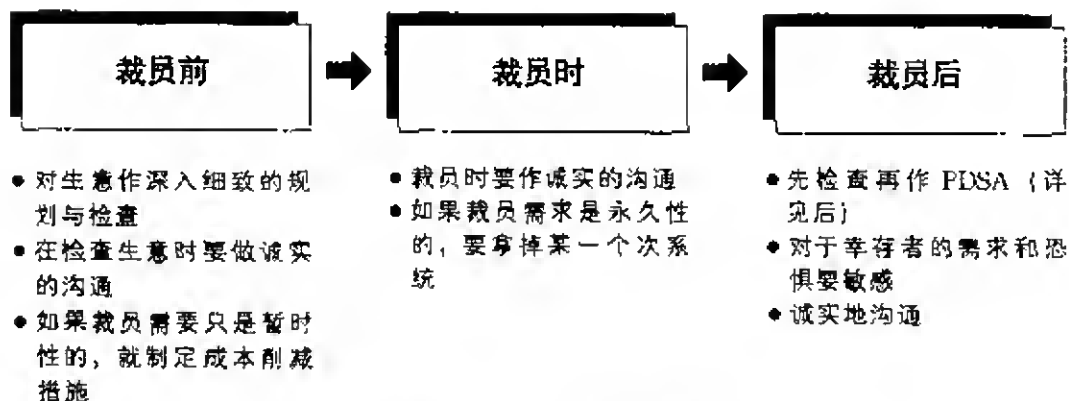 裁员前
裁员时
裁员后
● 对生意作深入细致的规
划与检查
● 在检查生意时要做诚实
的沟通
● 如果裁员需要只是暂时
性的，就制定成本削减
措施
● 裁员时要作诚实的沟通
● 如果裁员需求是永久性
的，要拿掉某一个次系
统
● 先检查再作 PDSA（详
见后）
● 对于幸存者的需求和恐
惧要敏感
● 诚实地沟通